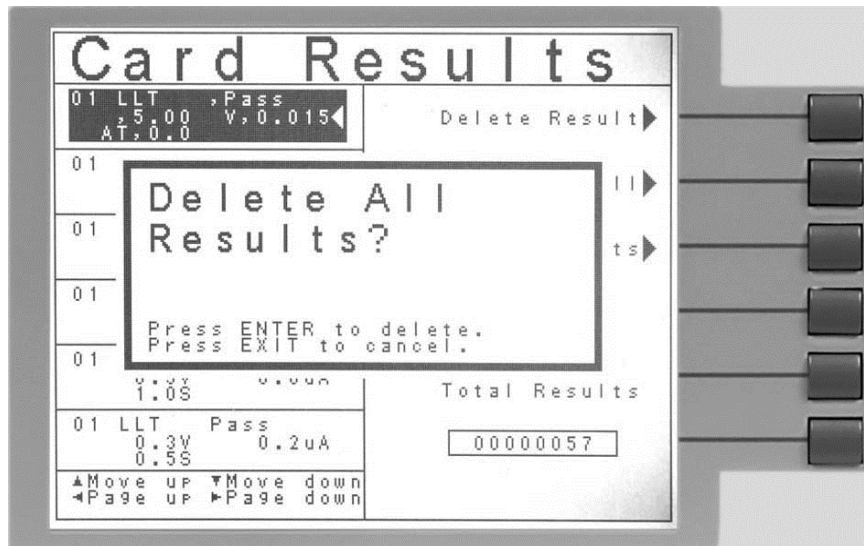 Card Results
01 LLT ,Pass
,5.00 V,0.015
AT,0.0
Delete Result
01
ll
01
ts
01
01
Delete All
Results?
Press ENTER to delete.
Press EXIT to cancel.
1.0S
Total Results
01 LLT Pass
0.3V 0.2uA
0.5S
00000057
▲Move up ▼Move down
◄Page up ►Page down